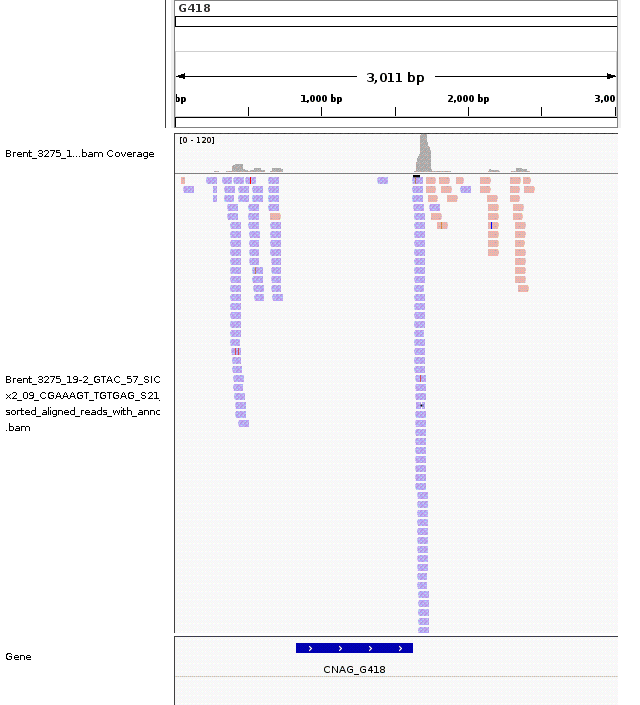 G418
3,011 bp
bp 1,000 bp 2,000 bp 3,00
[0 - 120]
Brent_3275_1...bam Coverage
Brent_3275_19-2_GTAC_57_SIC
x2_09_CGAAAGT_TGTGAG_S21_
sorted_aligned_reads_with_annc
.bam
Gene
CNAG_G418